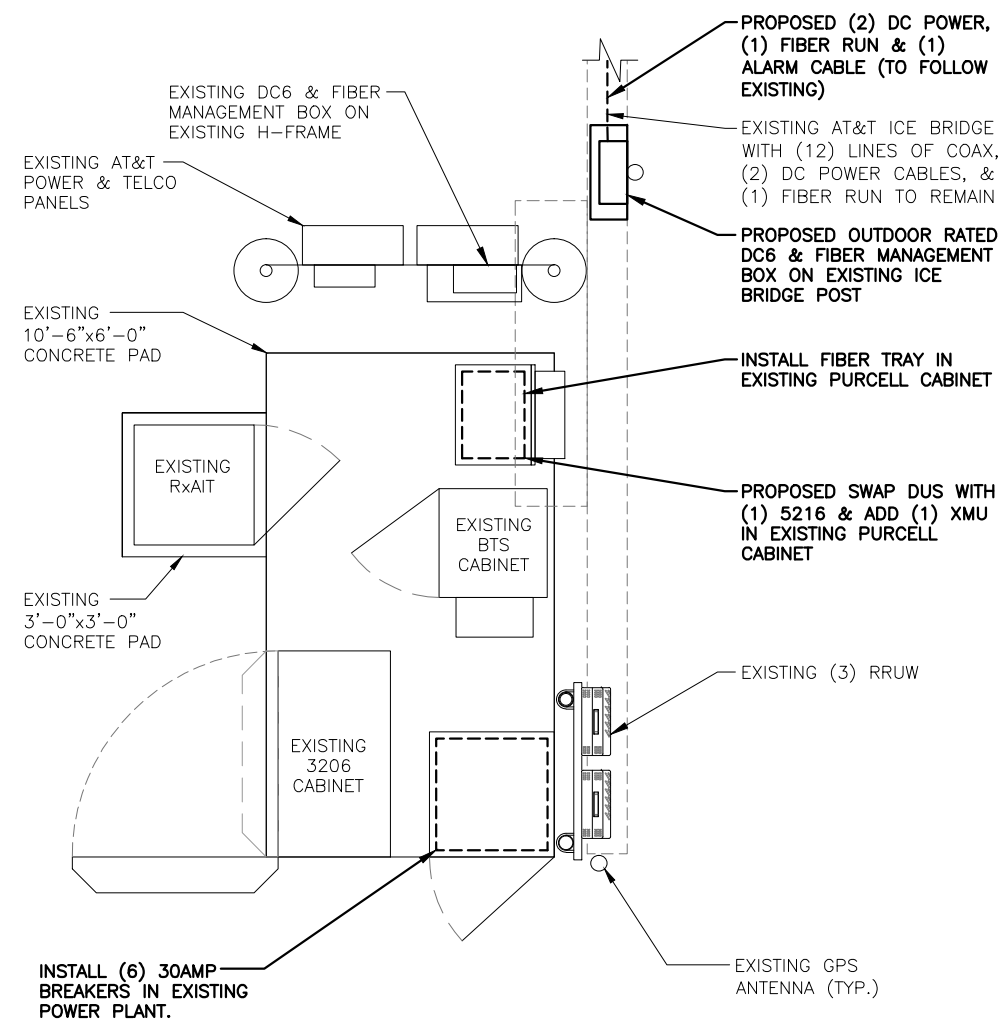 PROPOSED (2) DC POWER,
(1) FIBER RUN & (1)
ALARM CABLE (TO FOLLOW
EXISTING)
EXISTING DC6 & FIBER
MANAGEMENT BOX ON
EXISTING H-FRAME
EXISTING AT&T ICE BRIDGE
WITH (12) LINES OF COAX,
(2) DC POWER CABLES, &
(1) FIBER RUN TO REMAIN
EXISTING AT&T
POWER & TELCO
PANELS
PROPOSED OUTDOOR RATED
DC6 & FIBER MANAGEMENT
BOX ON EXISTING ICE
BRIDGE POST
EXISTING
10'-6"x6'-0"
CONCRETE PAD
INSTALL FIBER TRAY IN
EXISTING PURCELL CABINET
EXISTING
RxAIT
PROPOSED SWAP DUS WITH
(1) 5216 & ADD (1) XMU
IN EXISTING PURCELL
CABINET
EXISTING
BTS
CABINET
EXISTING
3'-0"x3'-0"
CONCRETE PAD
EXISTING (3) RRUW
EXISTING
3206
CABINET
EXISTING GPS
ANTENNA (TYP.)
INSTALL (6) 30AMP
BREAKERS IN EXISTING
POWER PLANT.